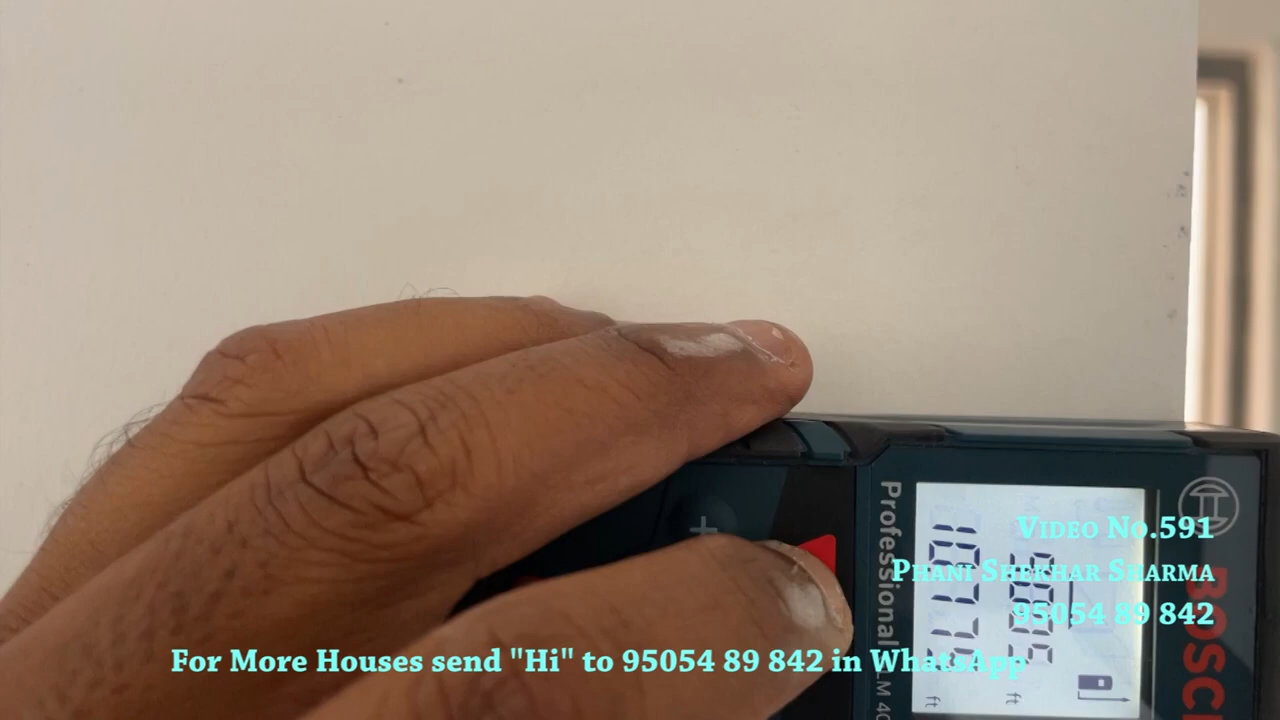 Video No.591
Phani Shekhar Sharma
95054 89 842
For More Houses send "Hi" to 95054 89 842 in WhatsApp
Professional
BOSC
ft
ft
+